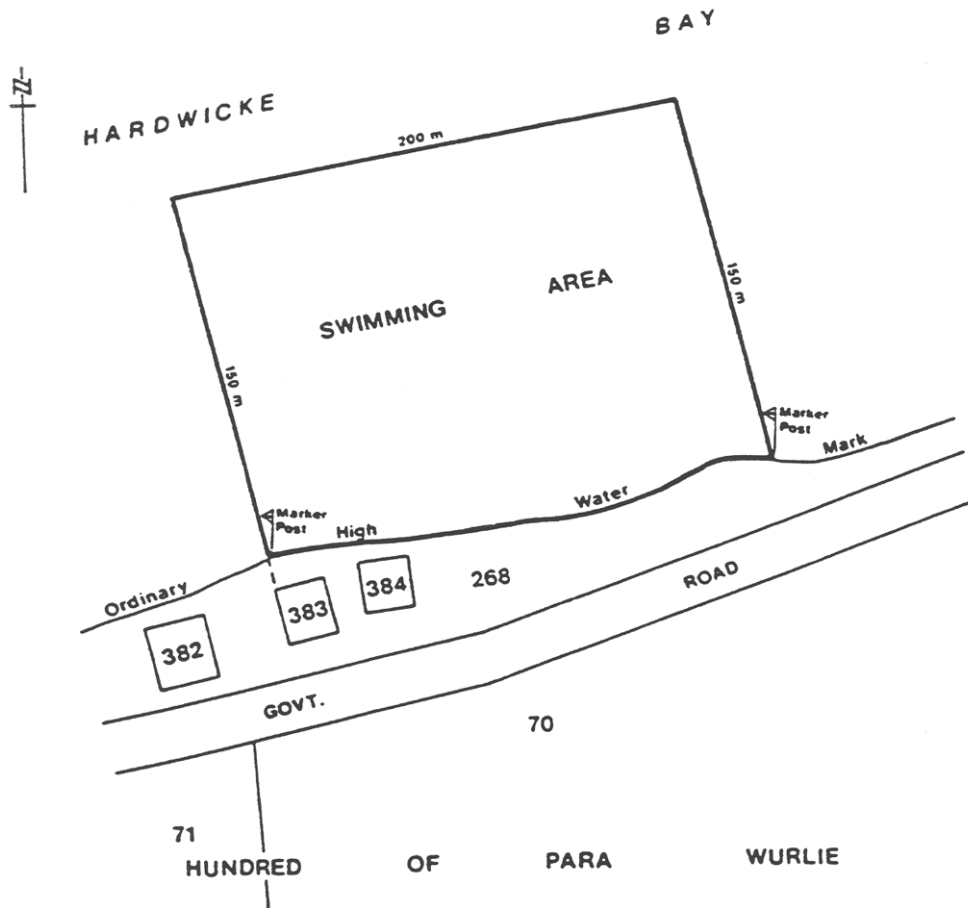 BAY
N
HARDWICKE
200 m
SWIMMING AREA
150 m
150 m
Marker
Post
Mark
Marker
Post
High
Water
Ordinary
382
383
384
268
ROAD
GOVT.
70
71
HUNDRED OF PARA WURLIE